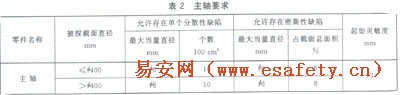 表 2 主轴要求
零件名称
被探截面直径
mm
允许存在单个分散性缺陷
允许存在密集性缺陷
起始灵敏度
mm
最大当量直径
mm
个数
100 cm²
最大当量直径
mm
占截面总面积
%
主 轴
≤φ400
>φ400
10
8
易安网(www.esafety.cn)